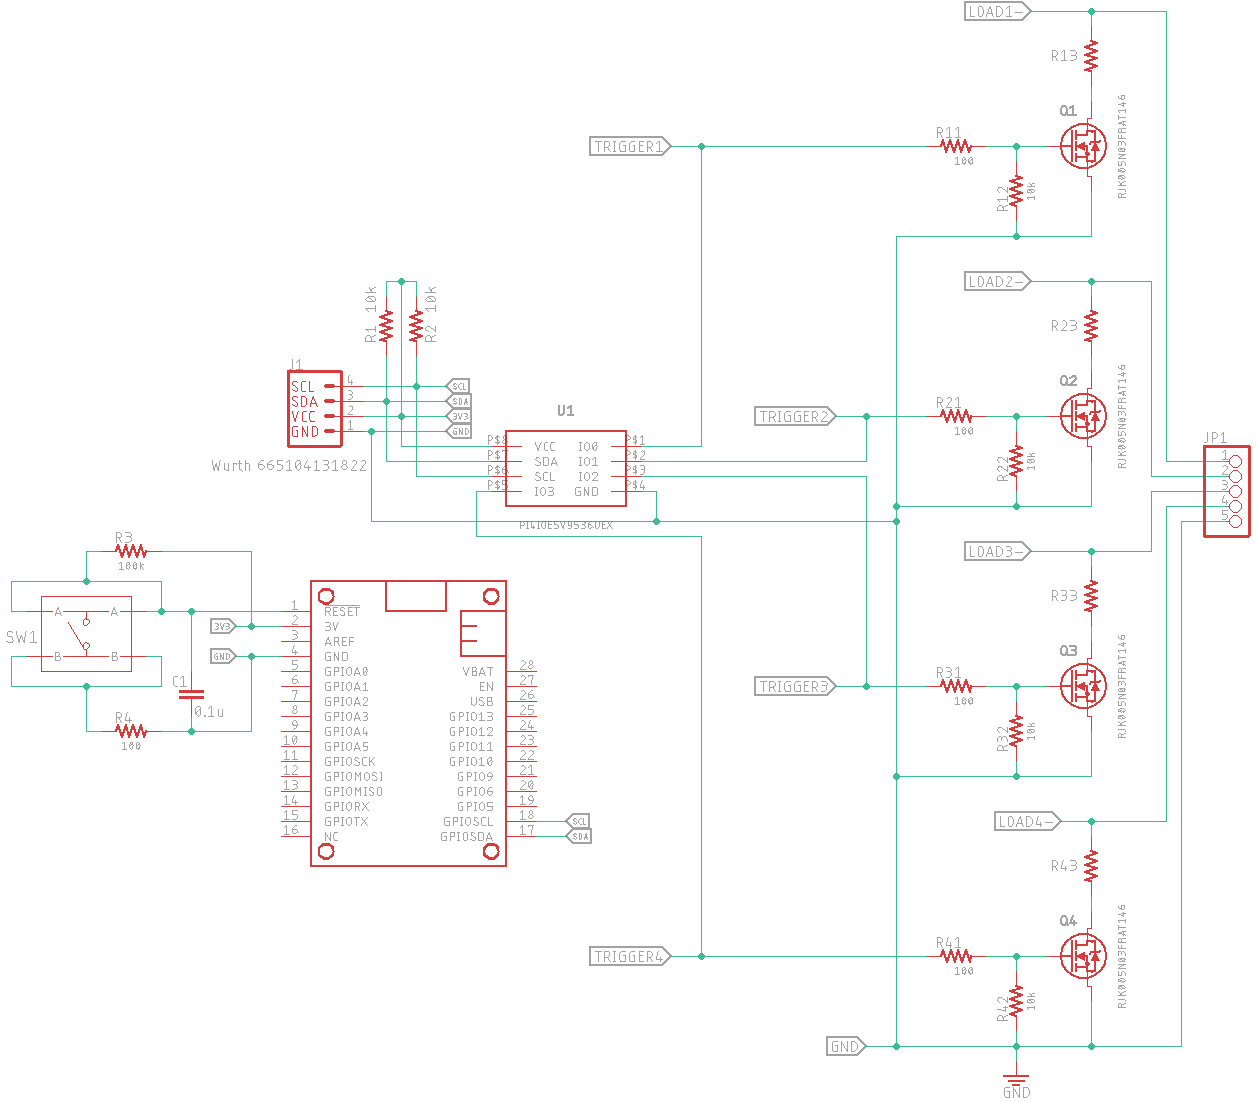 LOAD1-
R13
Q1
RJK005N03FRAT146
TRIGGER1
R11
100
R12
10k
LOAD2-
R23
Q2
RJK005N03FRAT146
TRIGGER2
R21
100
R22
10k
R1 10k
R2 10k
J1
SCL 4
SDA 3
VCC 2
GND 1
SCL
SDA
3V3
GND
Wurth 665104131822
U1
P$8 VCC IO0 P$1
P$7 SDA IO1 P$2
P$6 SCL IO2 P$3
P$5 IO3 GND P$4
PI4IOE5V9536UEX
JP1
1
2
3
4
5
LOAD3-
R33
Q3
RJK005N03FRAT146
TRIGGER3
R31
100
R32
10k
R3
100k
SW1
A A
B B
R4
100
C1
0.1u
3V3
GND
1 RESET
2 3V
3 AREF
4 GND
5 GPIOA0 VBAT 28
6 GPIOA1 EN 27
7 GPIOA2 USB 26
8 GPIOA3 GPIO13 25
9 GPIOA4 GPIO12 24
10 GPIOA5 GPIO11 23
11 GPIOSCK GPIO10 22
12 GPIOMOSI GPIO9 21
13 GPIOMISO GPIO6 20
14 GPIORX GPIO5 19
15 GPIOTX GPIOSCL 18 SCL
16 NC GPIOSDA 17 SDA
LOAD4-
R43
Q4
RJK005N03FRAT146
TRIGGER4
R41
100
R42
10k
GND
GND